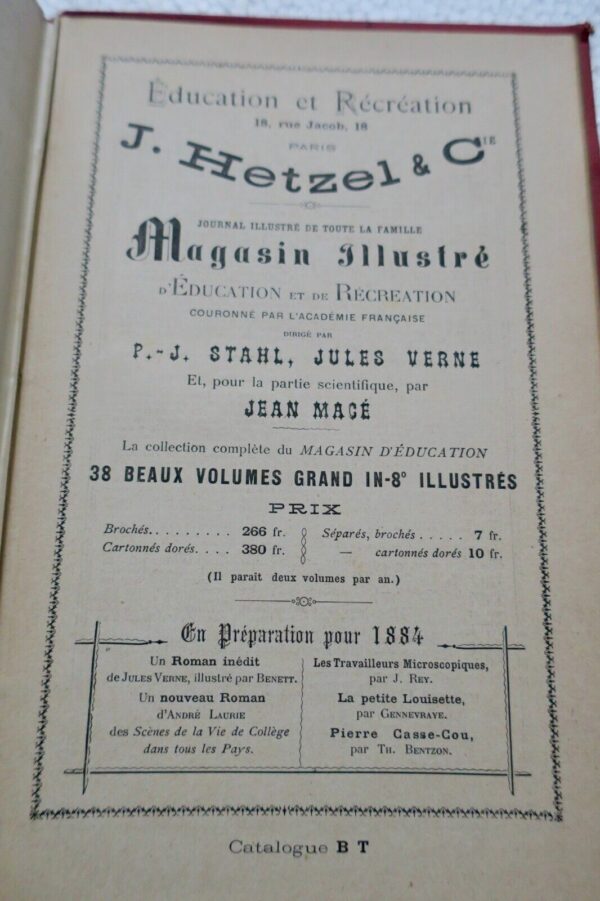 Éducation et Récréation
18, rue Jacob, 18
PARIS
J. Hetzel & Cie
JOURNAL ILLUSTRÉ DE TOUTE LA FAMILLE
Magasin Illustré
D'ÉDUCATION ET DE RÉCRÉATION
COURONNÉ PAR L'ACADÉMIE FRANÇAISE
DIRIGÉ PAR
P.-J. STAHL, JULES VERNE
Et, pour la partie scientifique, par
JEAN MACÉ
La collection complète du MAGASIN D'ÉDUCATION
38 BEAUX VOLUMES GRAND IN-8° ILLUSTRÉS
PRIX
Brochés. . . . . . . . . 266 fr.
Cartonnés dorés. . . . 380 fr.
Séparés, brochés . . . . . 7 fr.
— cartonnés dorés 10 fr.
(Il parait deux volumes par an.)
En Préparation pour 1884
Un Roman inédit
de JULES VERNE, illustré par BENETT.
Un nouveau Roman
d'ANDRÉ LAURIE
des Scènes de la Vie de Collège
dans tous les Pays.
Les Travailleurs Microscopiques,
par J. REY.
La petite Louisette,
par GENNEVRAYE.
Pierre Casse-Cou,
par TH. BENTZON.
Catalogue B T